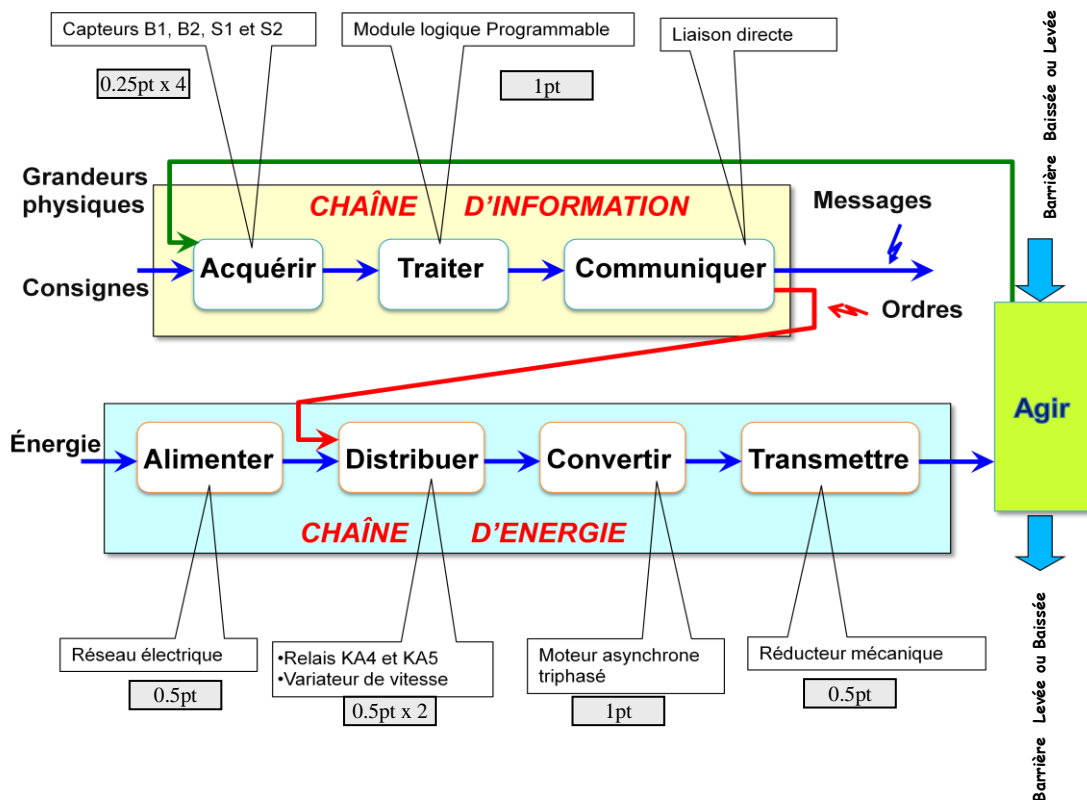 Capteurs B1, B2, S1 et S2
Module logique Programmable
Liaison directe
0.25pt x 4
1pt
Barrière Baissée ou Levée
Grandeurs
physiques
CHAÎNE D'INFORMATION
Messages
Acquérir
Traiter
Communiquer
Consignes
Ordres
Agir
Énergie
Alimenter
Distribuer
Convertir
Transmettre
CHAÎNE D'ENERGIE
Réseau électrique
•Relais KA4 et KA5
•Variateur de vitesse
Moteur asynchrone
triphasé
Réducteur mécanique
0.5pt
0.5pt x 2
1pt
0.5pt
Barrière Levée ou Baissée